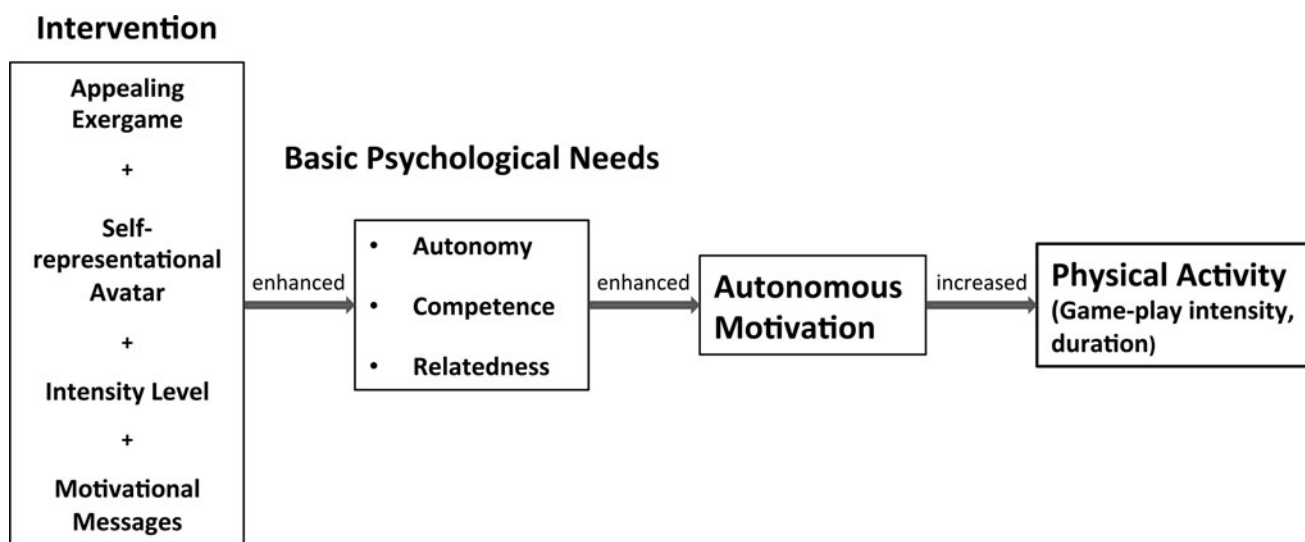 Intervention
Appealing
Exergame
+
Self-
representational
Avatar
+
Intensity Level
+
Motivational
Messages
enhanced
Basic Psychological Needs
• Autonomy
• Competence
• Relatedness
enhanced
Autonomous
Motivation
increased
Physical Activity
(Game-play intensity,
duration)